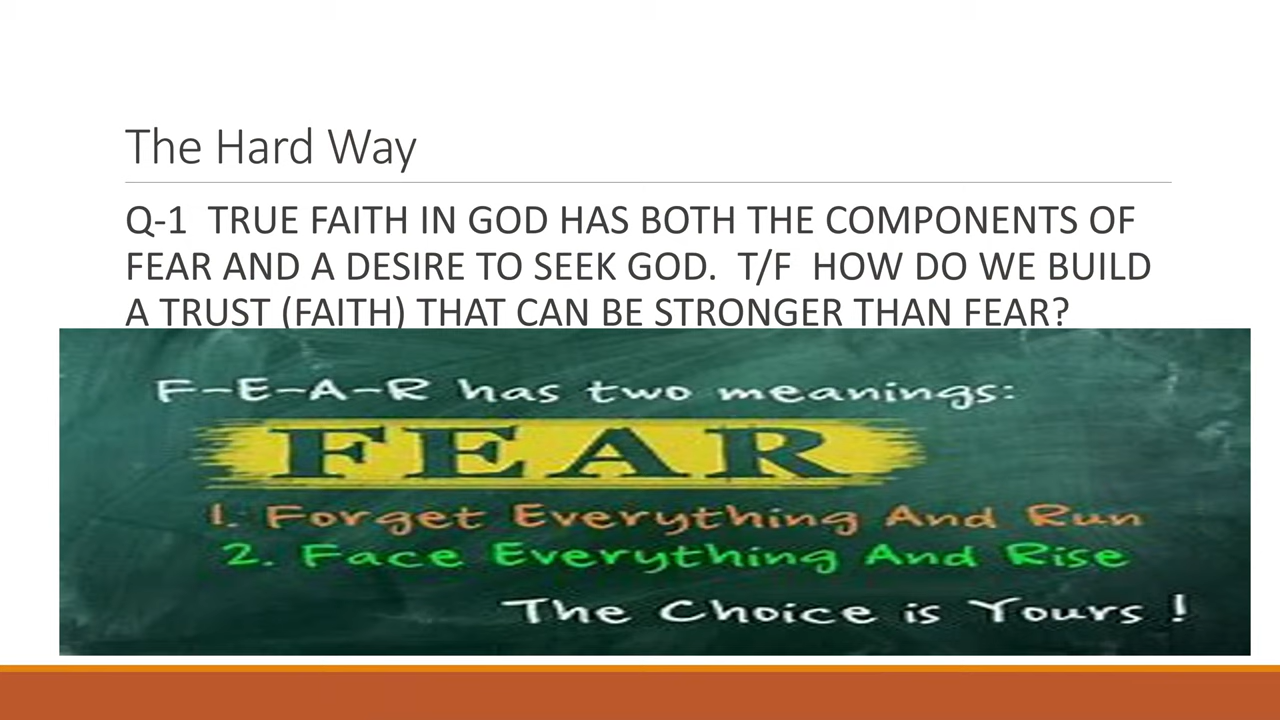 The Hard Way
Q-1 TRUE FAITH IN GOD HAS BOTH THE COMPONENTS OF
FEAR AND A DESIRE TO SEEK GOD. T/F HOW DO WE BUILD
A TRUST (FAITH) THAT CAN BE STRONGER THAN FEAR?
F-E-A-R has two meanings:
FEAR
1. Forget Everything And Run
2. Face Everything And Rise
The Choice is Yours !